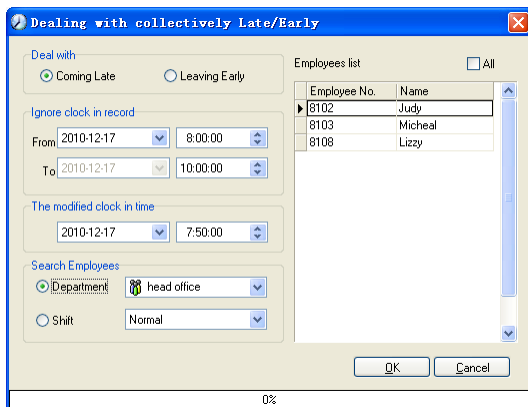 Dealing with collectively Late/Early
Deal with
Coming Late
Leaving Early
Ignore clock in record
From 2010-12-17 8:00:00
To 2010-12-17 10:00:00
The modified clock in time
2010-12-17 7:50:00
Search Employees
Department head office
Shift Normal
Employees list All
Employee No. Name
8102 Judy
8103 Micheal
8108 Lizzy
OK Cancel
0%